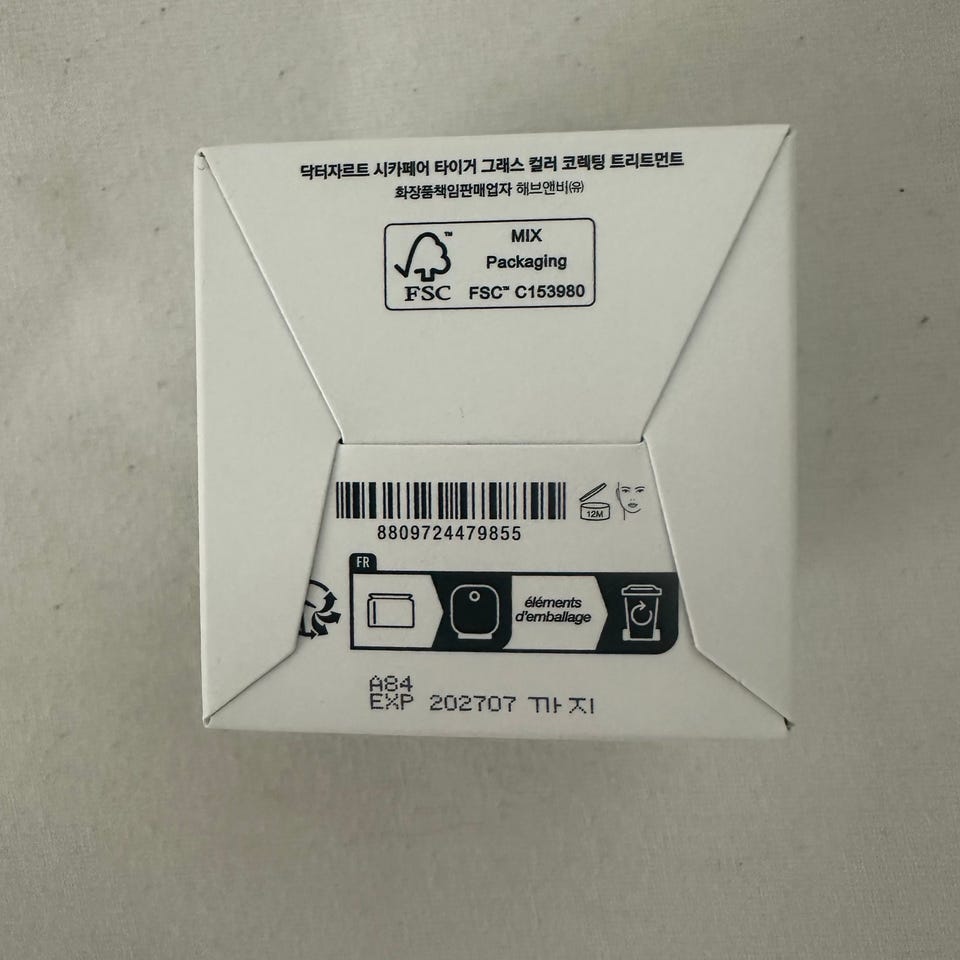 닥터자르트 시카페어 타이거 그래스 컬러 코렉팅 트리트먼트
화장품책임판매업자 해브앤비㈲
FSC™
MIX
Packaging
FSC™ C153980
8809724479855
12M
FR
éléments
d'emballage
A84
EXP 202707 까지